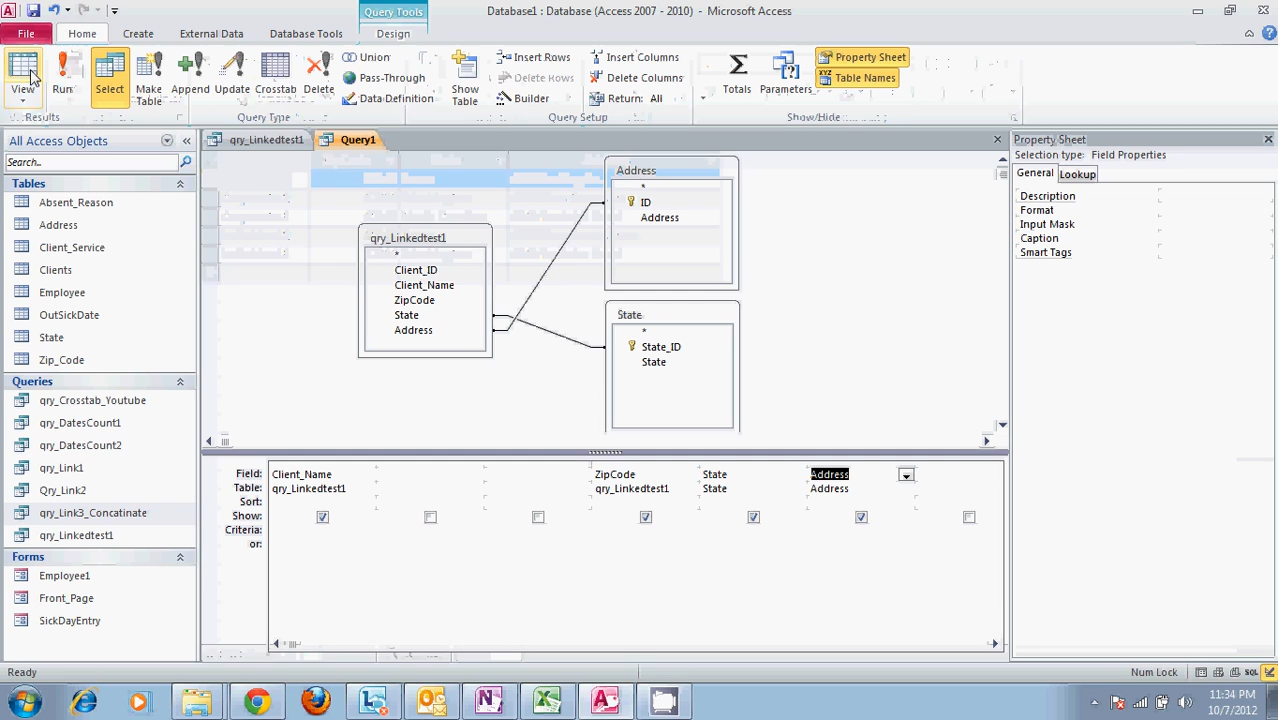 Query Tools
Database1 : Database (Access 2007 - 2010) - Microsoft Access
File
Home
Create
External Data
Database Tools
Design
View
Run
Select
Make Table
Append
Update
Crosstab
Delete
Union
Pass-Through
Data Definition
Show Table
Insert Rows
Delete Rows
Builder
Insert Columns
Delete Columns
Return: All
Totals
Parameters
Property Sheet
Table Names
Results
Query Type
Query Setup
Show/Hide
All Access Objects
Search..
Tables
Absent_Reason
Address
Client_Service
Clients
Employee
OutSickDate
State
Zip_Code
Queries
qry_Crosstab_Youtube
qry_DatesCount1
qry_DatesCount2
qry_Link1
Qry_Link2
qry_Link3_Concatinate
qry_Linkedtest1
Forms
Employee1
Front_Page
SickDayEntry
qry_Linkedtest1
Query1
qry_Linkedtest1
*
Client_ID
Client_Name
ZipCode
State
Address
Address
*
ID
Address
State
*
State_ID
State
Field: Client_Name ZipCode State Address
Table: qry_Linkedtest1 qry_Linkedtest1 State Address
Sort:
Show:
Criteria:
or:
Property Sheet
Selection type: Field Properties
General
Lookup
Description
Format
Input Mask
Caption
Smart Tags
Ready
Num Lock
SQL
11:34 PM
10/7/2012